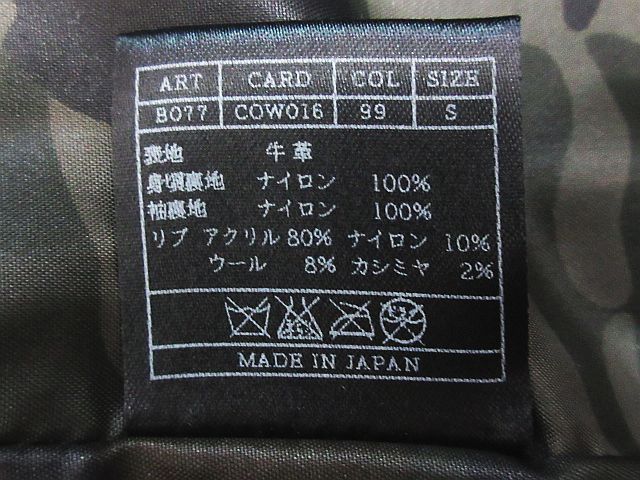 ART CARD COL SIZE
B077 COW016 99 S
表地 牛革
身頃裏地 ナイロン 100%
袖裏地 ナイロン 100%
リブ アクリル 80% ナイロン 10%
ウール 8% カシミヤ 2%
MADE IN JAPAN